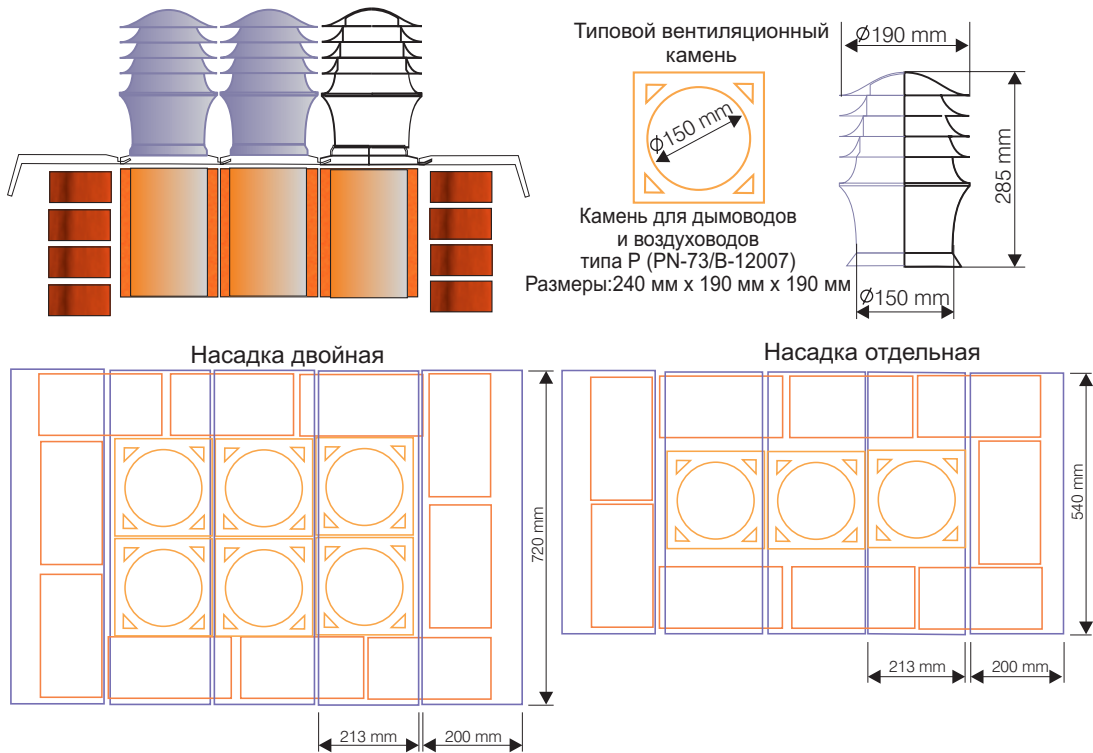 Типовой вентиляционный
камень
Ø150 mm
Камень для дымоводов
и воздуховодов
типа P (PN-73/B-12007)
Размеры:240 мм x 190 мм x 190 мм
Ø190 mm
285 mm
Ø150 mm
Насадка двойная
720 mm
213 mm
200 mm
Насадка отдельная
540 mm
213 mm
200 mm